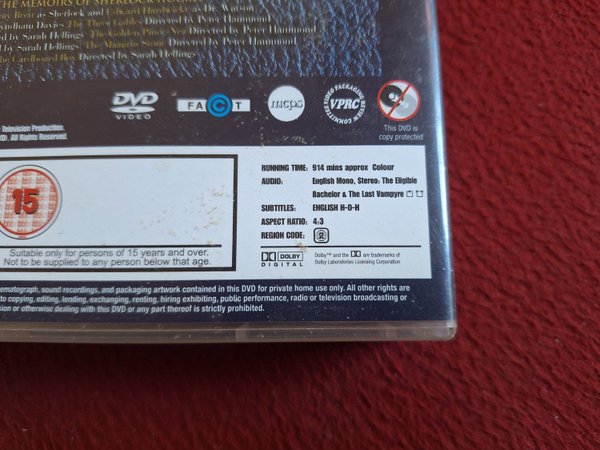 THE MEMOIRS OF SHERLOCK HOLMES
Brett as Sherlock and Edward Hardwicke as Dr. Watson
Wyndham Davies The Three Gables Directed by Peter Hammond
by Sarah Hellings The Golden Pince-Nez Directed by Peter Hammond
by Sarah Hellings The Mazarin Stone Directed by Peter Hammond
The Cardboard Box Directed by Sarah Hellings
DVD VIDEO
FACT
mcps
VIDEO PACKAGING REVIEW COMMITTEE
VPRC
This DVD is
copy protected
Television Production.
All Rights Reserved.
15
Suitable only for persons of 15 years and over.
Not to be supplied to any person below that age.
RUNNING TIME: 914 mins approx Colour
AUDIO: English Mono, Stereo: The Eligible
Bachelor & The Last Vampyre
SUBTITLES: ENGLISH H-O-H
ASPECT RATIO: 4:3
REGION CODE: 2
DOLBY
DIGITAL
Dolby™ and the DD are trademarks of
Dolby Laboratories Licensing Corporation
ematograph, sound recordings, and packaging artwork contained in this DVD for private home use only. All other rights are
to copying, editing, lending, exchanging, renting, hiring exhibiting, public performance, radio or television broadcasting or
sion or otherwise dealing with this DVD or any part thereof is strictly prohibited.